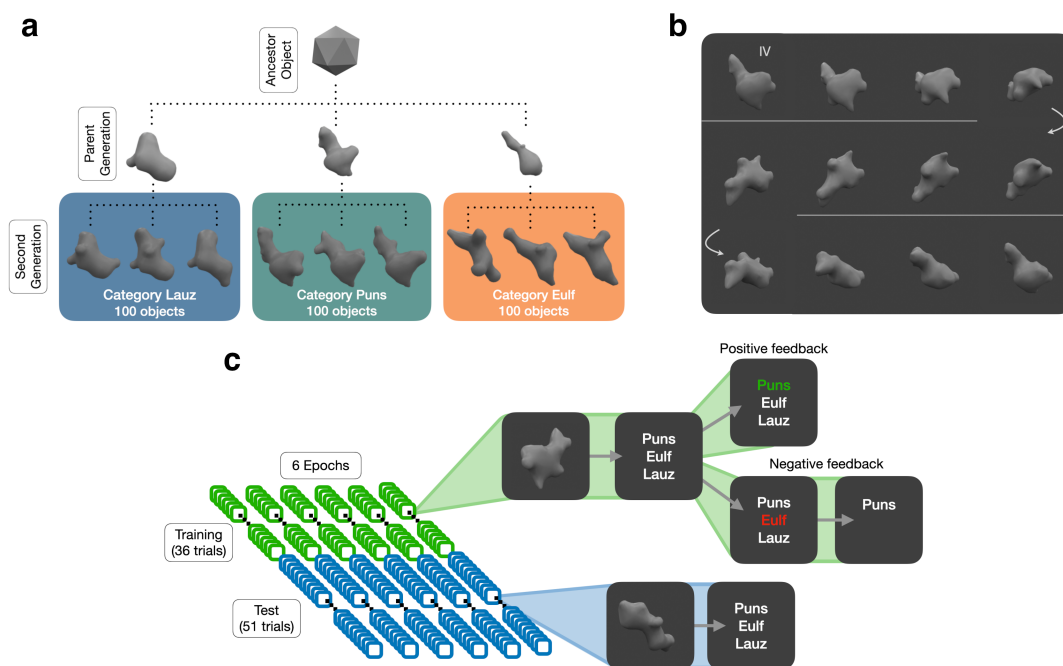 a
Ancestor
Object
Parent
Generation
Second
Generation
Category Lauz
100 objects
Category Puns
100 objects
Category Eulf
100 objects
b
IV
c
6 Epochs
Training
(36 trials)
Test
(51 trials)
Puns
Eulf
Lauz
Positive feedback
Puns
Eulf
Lauz
Negative feedback
Puns
Eulf
Lauz
Puns
Puns
Eulf
Lauz